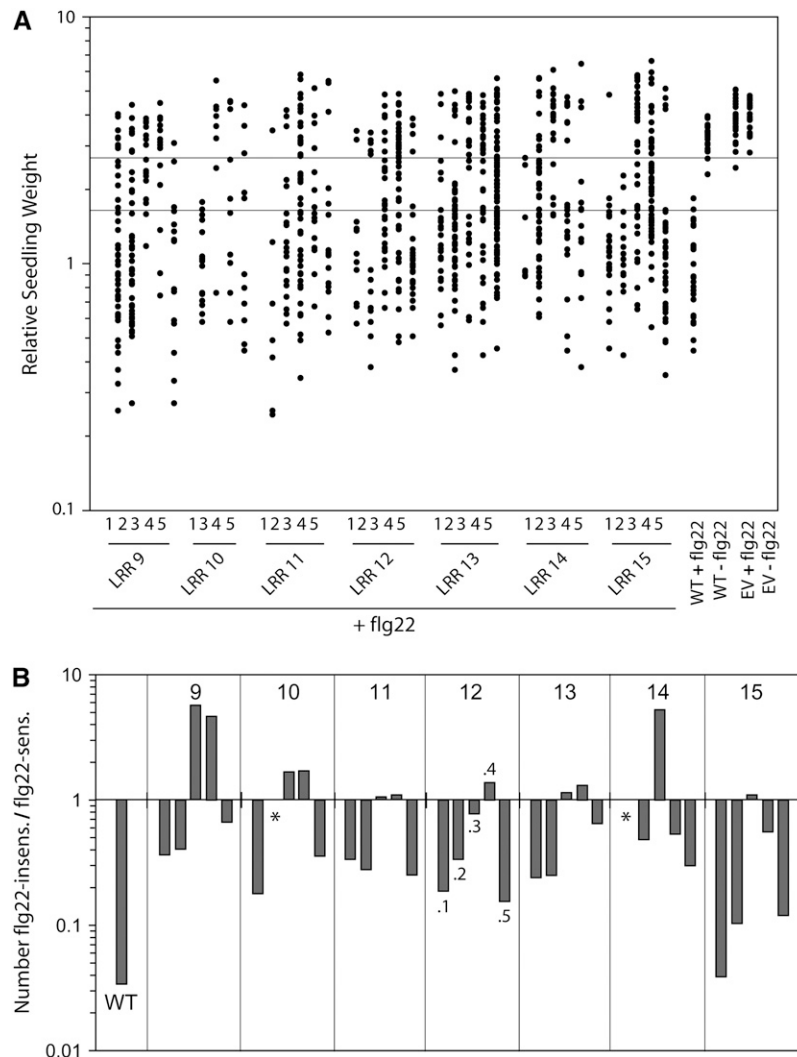 A
10
1
0.1
Relative Seedling Weight
1 2 3 4 5
1 3 4 5
1 2 3 4 5
1 2 3 4 5
1 2 3 4 5
1 2 3 4 5
1 2 3 4 5
LRR 9
LRR 10
LRR 11
LRR 12
LRR 13
LRR 14
LRR 15
WT + flg22
WT - flg22
EV + flg22
EV - flg22
+ flg22
B
Number flg22-insens. / flg22-sens.
10
1
0.1
0.01
9
10
11
12
13
14
15
*
*
.4
.3
.2
.1
.5
WT